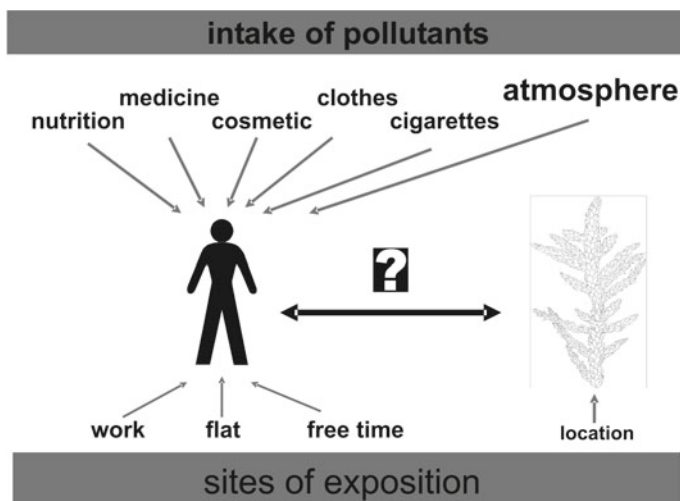 intake of pollutants
atmosphere
medicine clothes
nutrition cosmetic cigarettes
?
work flat free time
location
sites of exposition